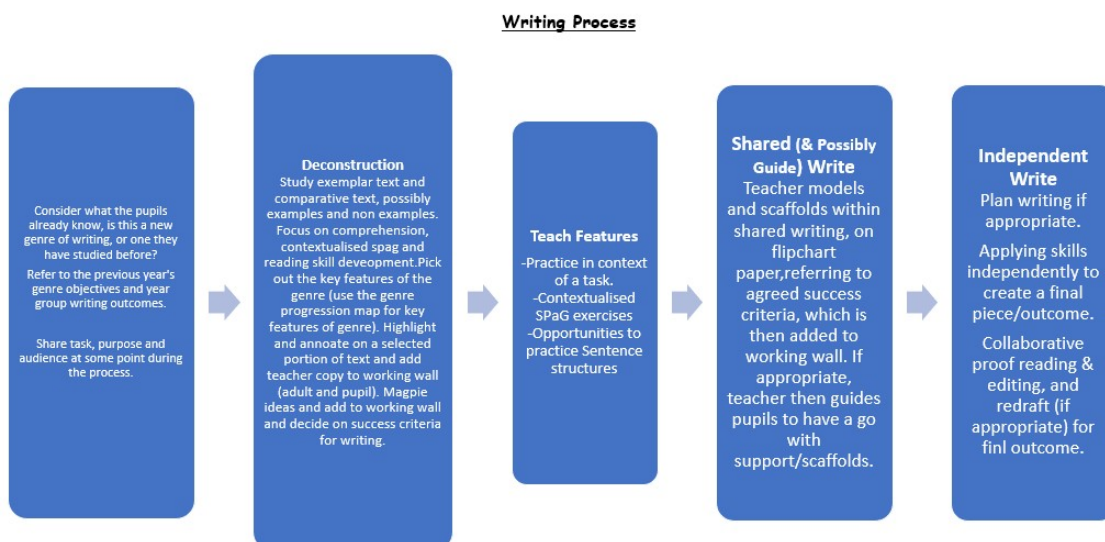 Writing Process
Consider what the pupils
already know, is this a new
genre of writing, or one they
have studied before?
Refer to the previous year's
genre objectives and year
group writing outcomes.
Share task, purpose and
audience at some point during
the process.
Deconstruction
Study exemplar text and
comparative text, possibly
examples and non examples.
Focus on comprehension,
contextualised spag and
reading skill deveopment.Pick
out the key features of the
genre (use the genre
progression map for key
features of genre). Highlight
and annoate on a selected
portion of text and add
teacher copy to working wall
(adult and pupil). Magpie
ideas and add to working wall
and decide on success criteria
for writing.
Teach Features
-Practice in context
of a task.
-Contextualised
SPaG exercises
-Opportunities to
practice Sentence
structures
Shared (& Possibly
Guide) Write
Teacher models
and scaffolds within
shared writing, on
flipchart
paper,referring to
agreed success
criteria, which is
then added to
working wall. If
appropriate,
teacher then guides
pupils to have a go
with
support/scaffolds.
Independent
Write
Plan writing if
appropriate.
Applying skills
independently to
create a final
piece/outcome.
Collaborative
proof reading &
editing, and
redraft (if
appropriate) for
finl outcome.